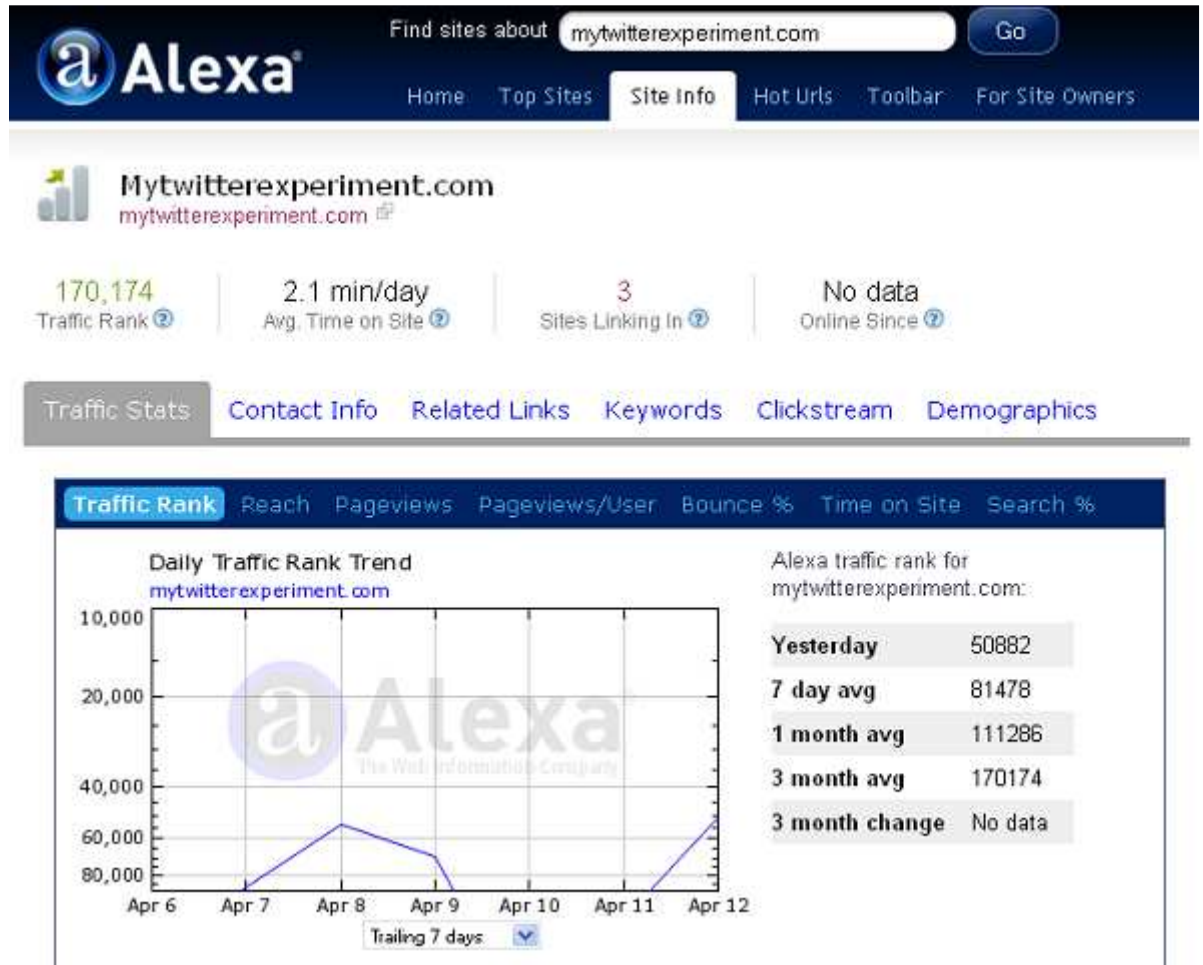 Find sites about mytwitterexperiment.com Go
a Alexa
Home Top Sites Site Info Hot Urls Toolbar For Site Owners
Mytwitterexperiment.com
mytwitterexperiment.com
170,174 2.1 min/day 3 No data
Traffic Rank ? Avg. Time on Site ? Sites Linking In ? Online Since ?
Traffic Stats Contact Info Related Links Keywords Clickstream Demographics
Traffic Rank Reach Pageviews Pageviews/User Bounce % Time on Site Search %
Daily Traffic Rank Trend
mytwitterexperiment.com
10,000
20,000
40,000
60,000
80,000
a Alexa
The Web Information Company
Apr 6 Apr 7 Apr 8 Apr 9 Apr 10 Apr 11 Apr 12
Trailing 7 days
Alexa traffic rank for
mytwitterexperiment.com:
Yesterday 50882
7 day avg 81478
1 month avg 111286
3 month avg 170174
3 month change No data